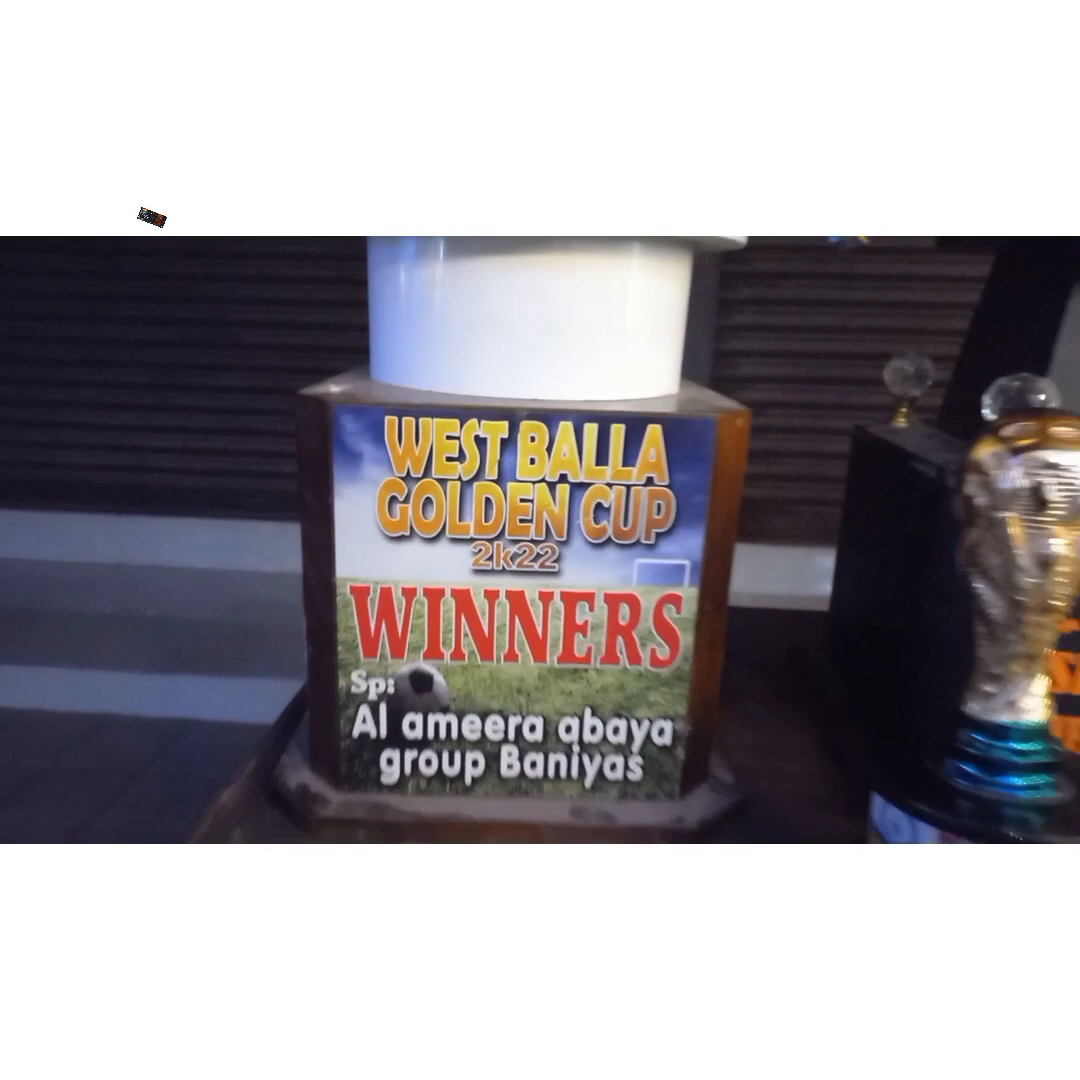 WEST BALLA
GOLDEN CUP
2k22
WINNERS
Sp:
Al ameera abaya
group Baniyas